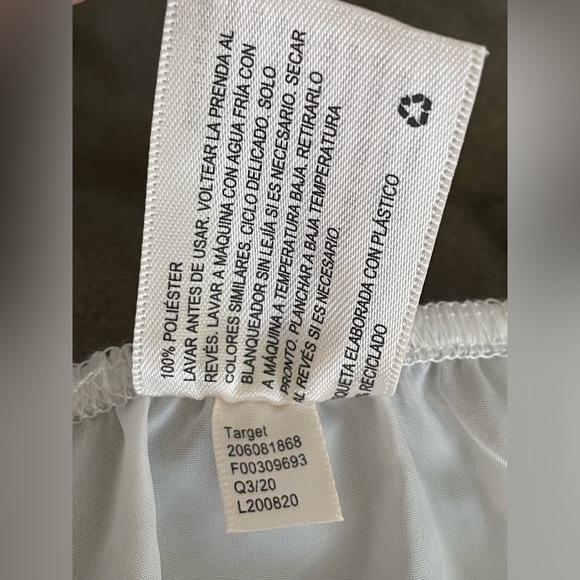 100% POLIÉSTER
LAVAR ANTES DE USAR. VOLTEAR LA PRENDA AL
REVÉS. LAVAR A MÁQUINA CON AGUA FRÍA CON
COLORES SIMILARES. CICLO DELICADO. SOLO
BLANQUEADOR SIN LEJÍA SI ES NECESARIO. SECAR
A MÁQUINA A TEMPERATURA BAJA. RETIRARLO
PRONTO. PLANCHAR A BAJA TEMPERATURA
AL REVÉS SI ES NECESARIO.
QUETA ELABORADA CON PLÁSTICO
RECICLADO
Target
206081868
F00309693
Q3/20
L200820